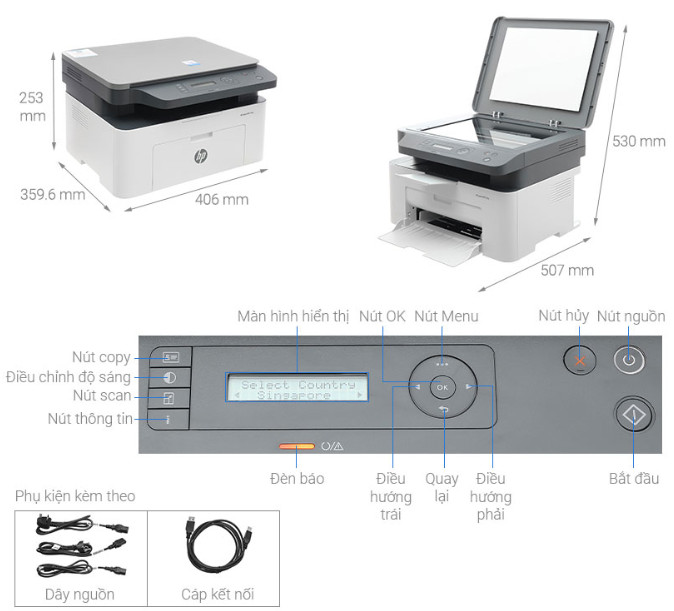 253
mm
359.6 mm
406 mm
hp
530 mm
507 mm
Màn hình hiển thị
Nút OK
Nút Menu
Nút hủy
Nút nguồn
Nút copy
Điều chỉnh độ sáng
Nút scan
Nút thông tin
Select Country
Singapore
OK
Đèn báo
Điều
hướng
trái
Quay
lại
Điều
hướng
phải
Bắt đầu
Phụ kiện kèm theo
Dây nguồn
Cáp kết nối